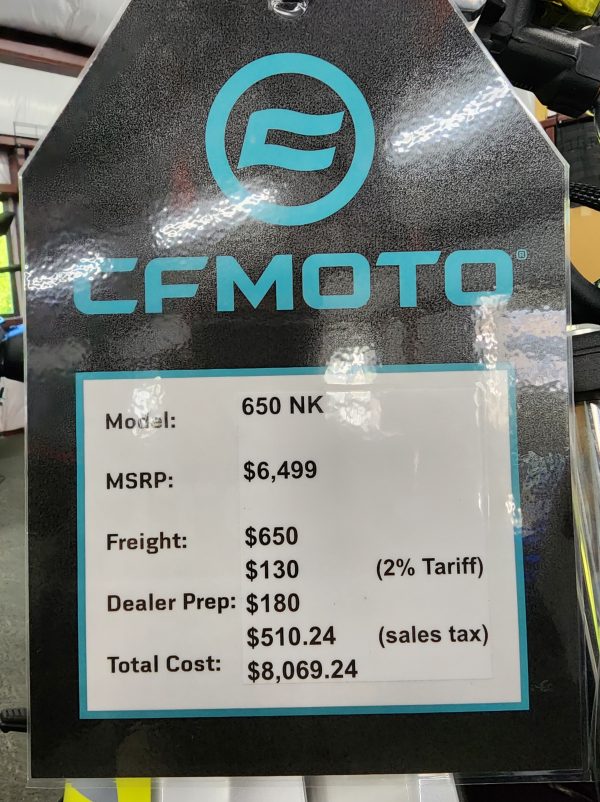 CFMOTO®
Model: 650 NK
MSRP: $6,499
Freight: $650
$130 (2% Tariff)
Dealer Prep: $180
$510.24 (sales tax)
Total Cost: $8,069.24